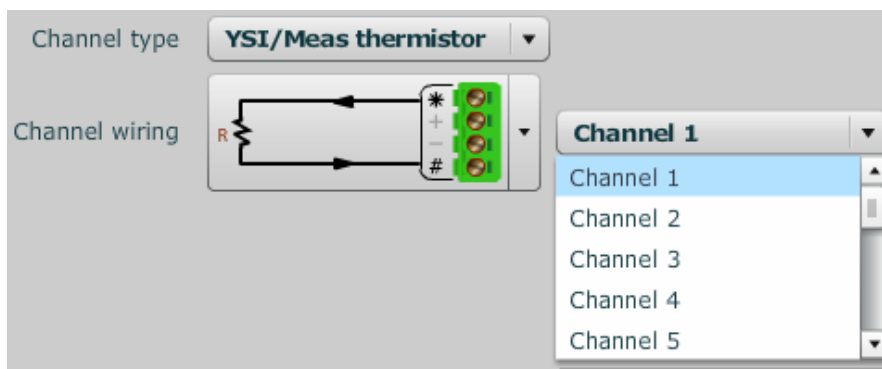 Channel type
YSI/Meas thermistor
Channel wiring
R
*
+
−
#
Channel 1
Channel 1
Channel 2
Channel 3
Channel 4
Channel 5